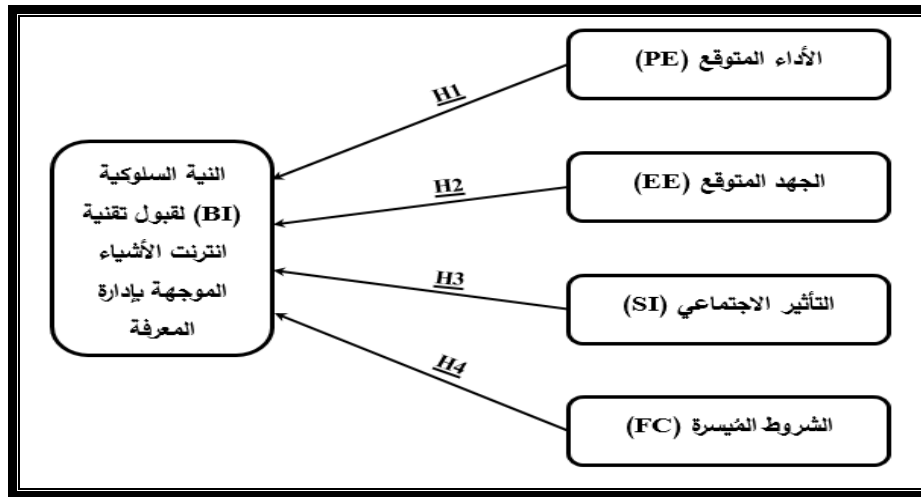 الأداء المتوقع (PE)
H1
الجهد المتوقع (EE)
H2
التأثير الاجتماعي (SI)
H3
الشروط المُيسرة (FC)
H4
النية السلوكية
(BI) لقبول تقنية
انترنت الأشياء
الموجهة بإدارة
المعرفة